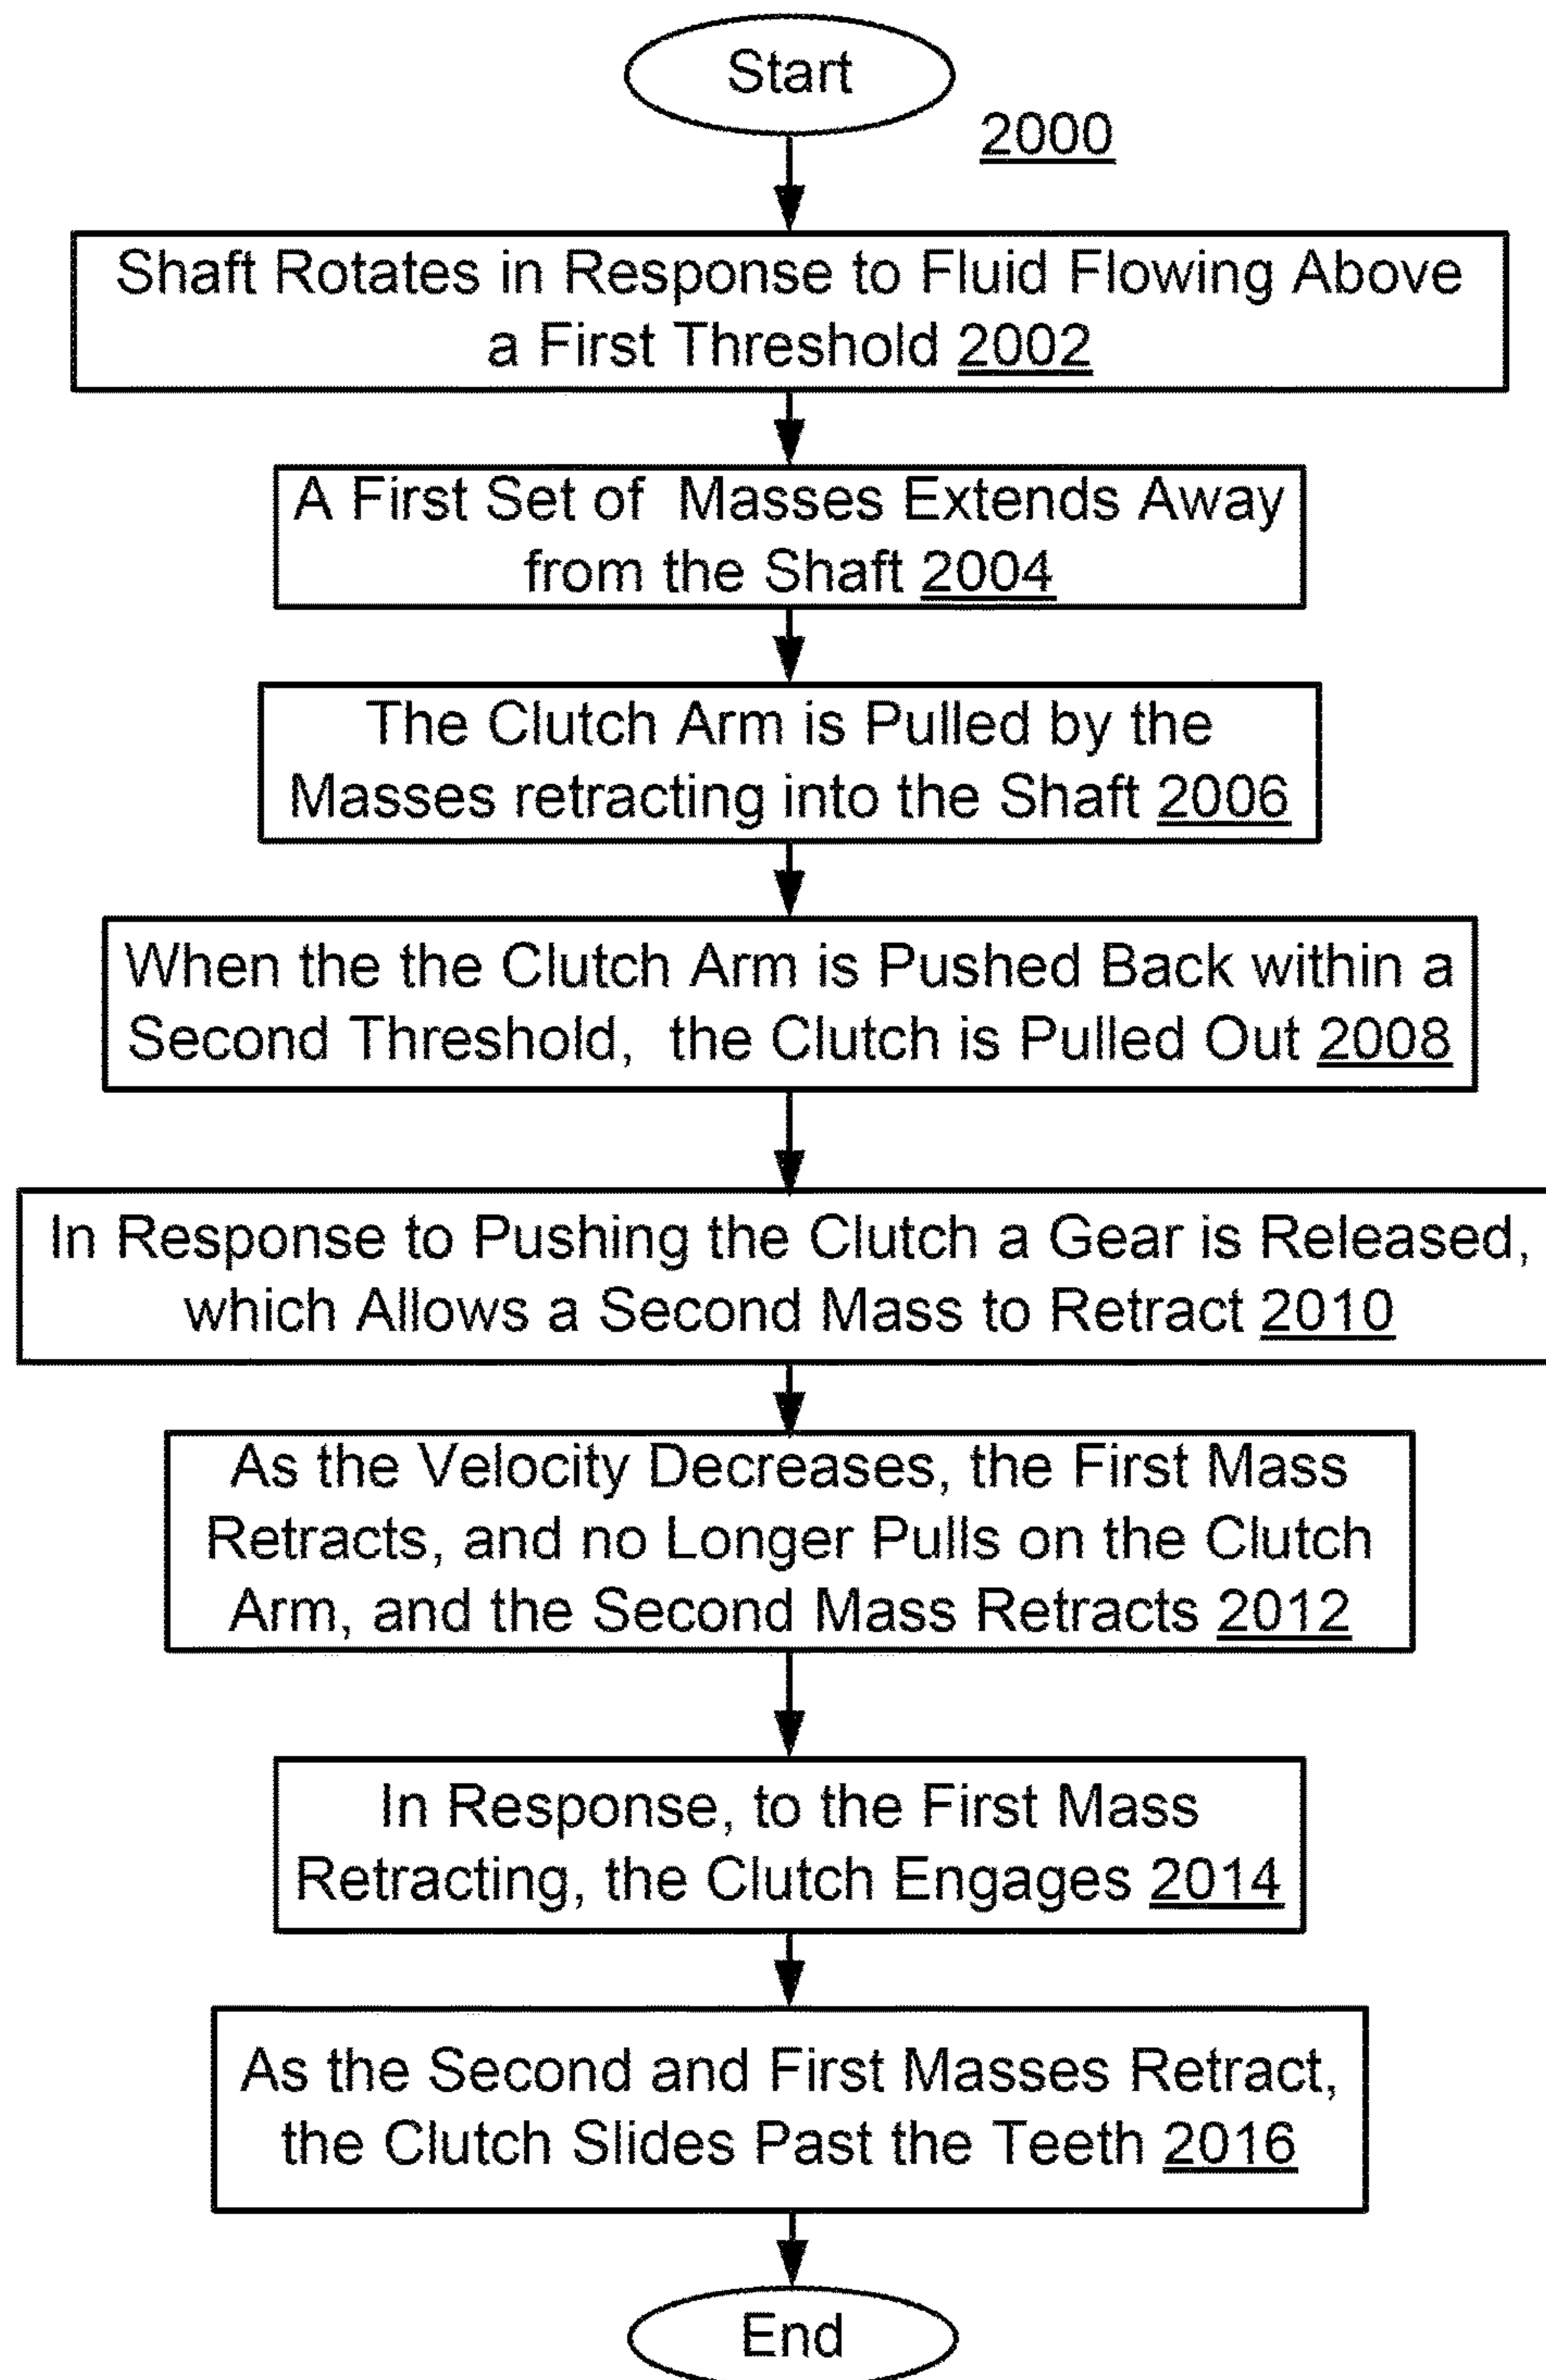 Start
2000
Shaft Rotates in Response to Fluid Flowing Above
a First Threshold 2002
A First Set of Masses Extends Away
from the Shaft 2004
The Clutch Arm is Pulled by the
Masses retracting into the Shaft 2006
When the the Clutch Arm is Pushed Back within a
Second Threshold, the Clutch is Pulled Out 2008
In Response to Pushing the Clutch a Gear is Released,
which Allows a Second Mass to Retract 2010
As the Velocity Decreases, the First Mass
Retracts, and no Longer Pulls on the Clutch
Arm, and the Second Mass Retracts 2012
In Response, to the First Mass
Retracting, the Clutch Engages 2014
As the Second and First Masses Retract,
the Clutch Slides Past the Teeth 2016
End